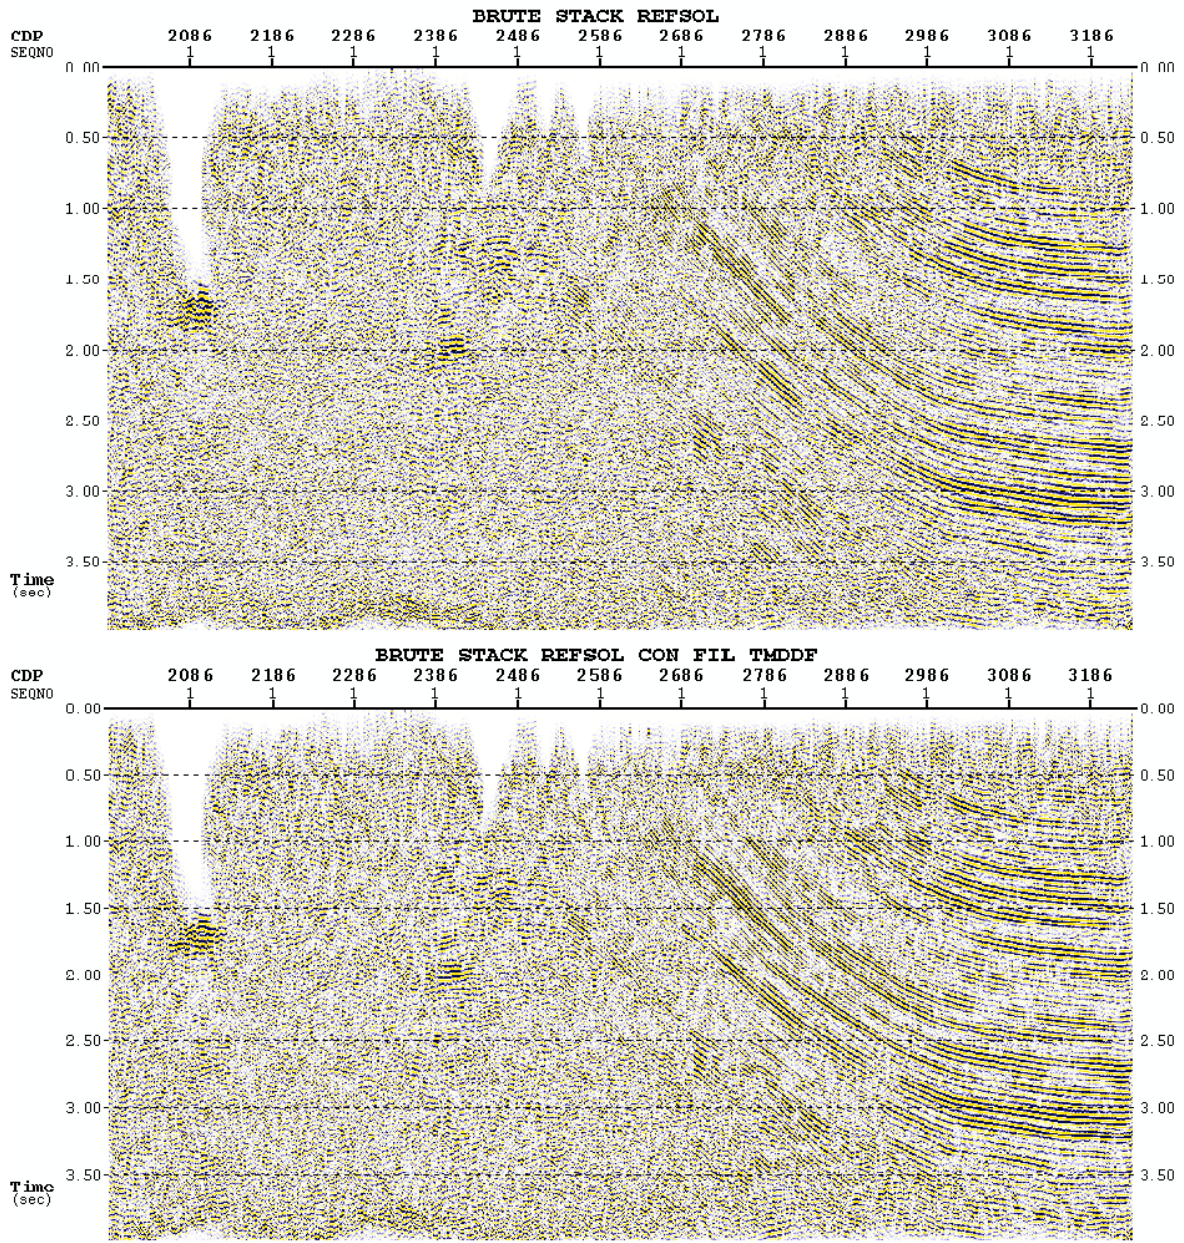 BRUTE STACK REFSOL
CDP 2086 2186 2286 2386 2486 2586 2686 2786 2886 2986 3086 3186
SEQNO 1 1 1 1 1 1 1 1 1 1 1 1
0 00 0 00
0.50 0.50
1.00 1.00
1.50 1.50
2.00 2.00
2.50 2.50
3.00 3.00
3.50 3.50
Time
(sec)
BRUTE STACK REFSOL CON FIL TMDDF
CDP 2086 2186 2286 2386 2486 2586 2686 2786 2886 2986 3086 3186
SEQNO 1 1 1 1 1 1 1 1 1 1 1 1
0.00 0.00
0.50 0.50
1.00 1.00
1.50 1.50
2.00 2.00
2.50 2.50
3.00 3.00
3.50 3.50
Time
(sec)